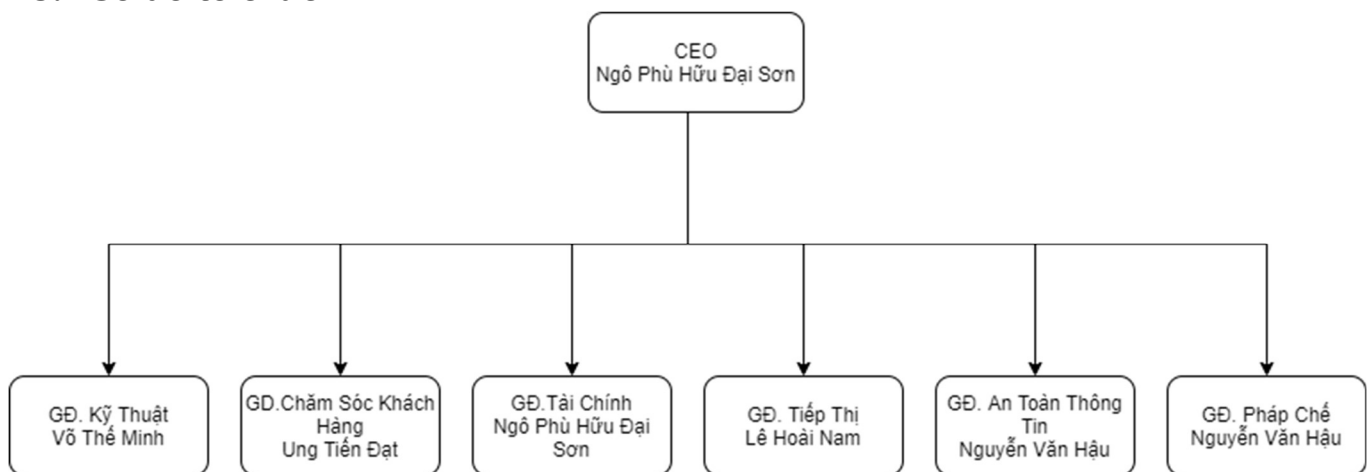 CEO
Ngô Phù Hữu Đại Sơn
GĐ. Kỹ Thuật
Võ Thế Minh
GD.Chăm Sóc Khách
Hàng
Ung Tiến Đạt
GĐ.Tài Chính
Ngô Phù Hữu Đại
Sơn
GĐ. Tiếp Thị
Lê Hoài Nam
GĐ. An Toàn Thông
Tin
Nguyễn Văn Hậu
GĐ. Pháp Chế
Nguyễn Văn Hậu